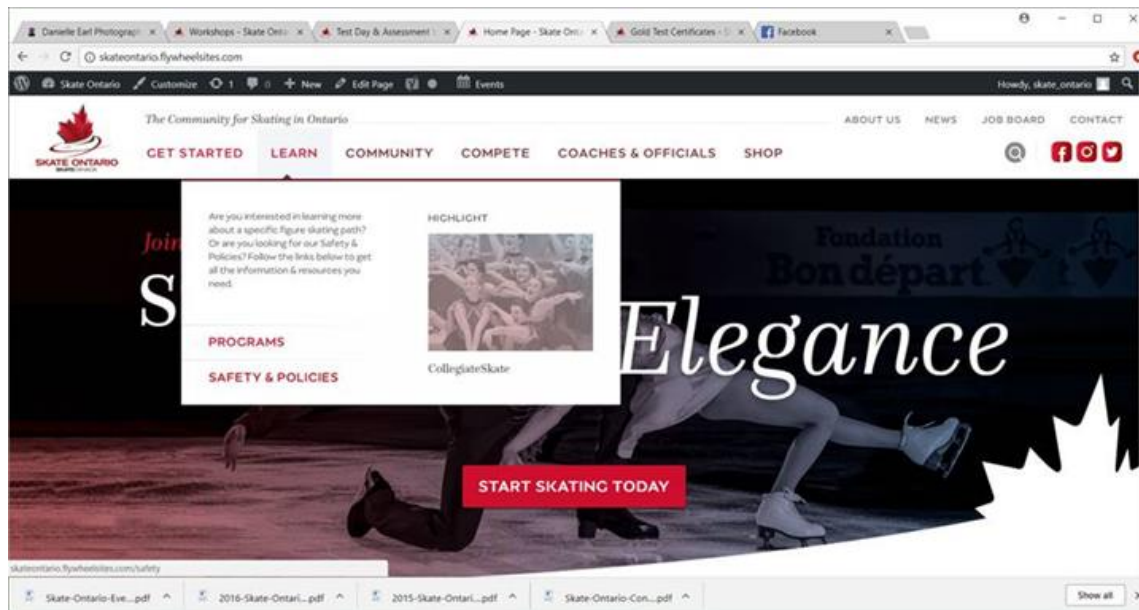 Danielle Earl Photograph
Workshops - Skate Onta
Test Day & Assessment
Home Page - Skate Onta
Gold Test Certificates - S
Facebook
skateontario.flywheelsites.com
Skate Ontario Customize 1 0 New Edit Page Events Howdy, skate_ontario
The Community for Skating in Ontario
ABOUT US NEWS JOB BOARD CONTACT
SKATE ONTARIO
GET STARTED LEARN COMMUNITY COMPETE COACHES & OFFICIALS SHOP
Are you interested in learning more
about a specific figure skating path?
Or are you looking for our Safety &
Policies? Follow the links below to get
all the information & resources you
need.
PROGRAMS
SAFETY & POLICIES
HIGHLIGHT
CollegiateSkate
Join
S
Elegance
Fondation
Bon départ
START SKATING TODAY
skateontario.flywheelsites.com/safety
Skate-Ontario-Eve....pdf 2016-Skate-Ontari...pdf 2015-Skate-Ontari...pdf Skate-Ontario-Con....pdf Show all